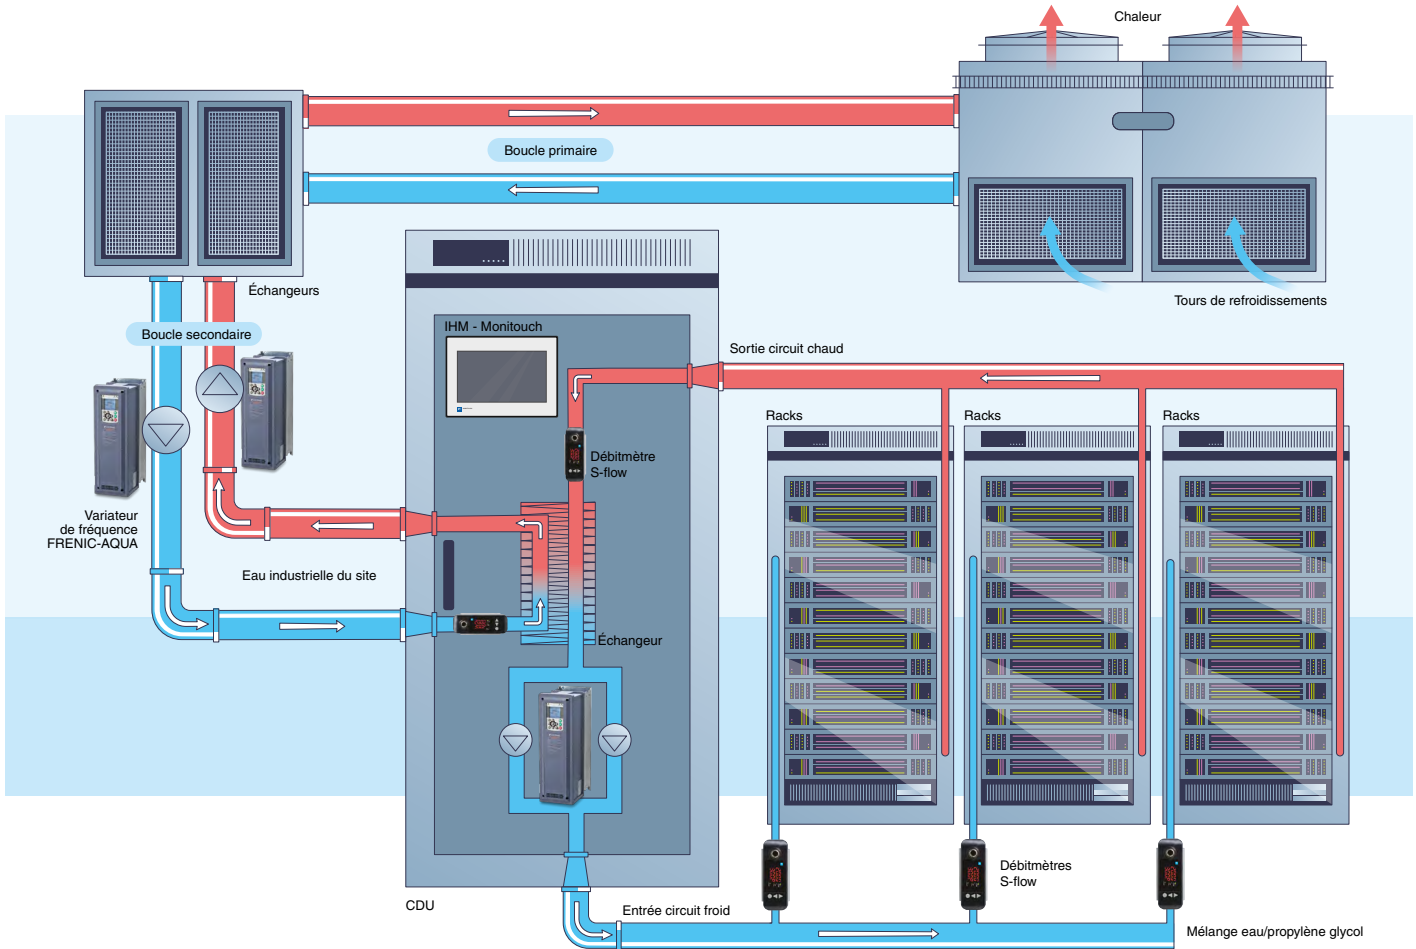 Chaleur
Boucle primaire
Échangeurs
Tours de refroidissements
Boucle secondaire
IHM - Monitouch
Sortie circuit chaud
Racks
Racks
Racks
Débitmètre
S-flow
Variateur
de fréquence
FRENIC-AQUA
Eau industrielle du site
Échangeur
Débitmètres
S-flow
CDU
Entrée circuit froid
Mélange eau/propylène glycol